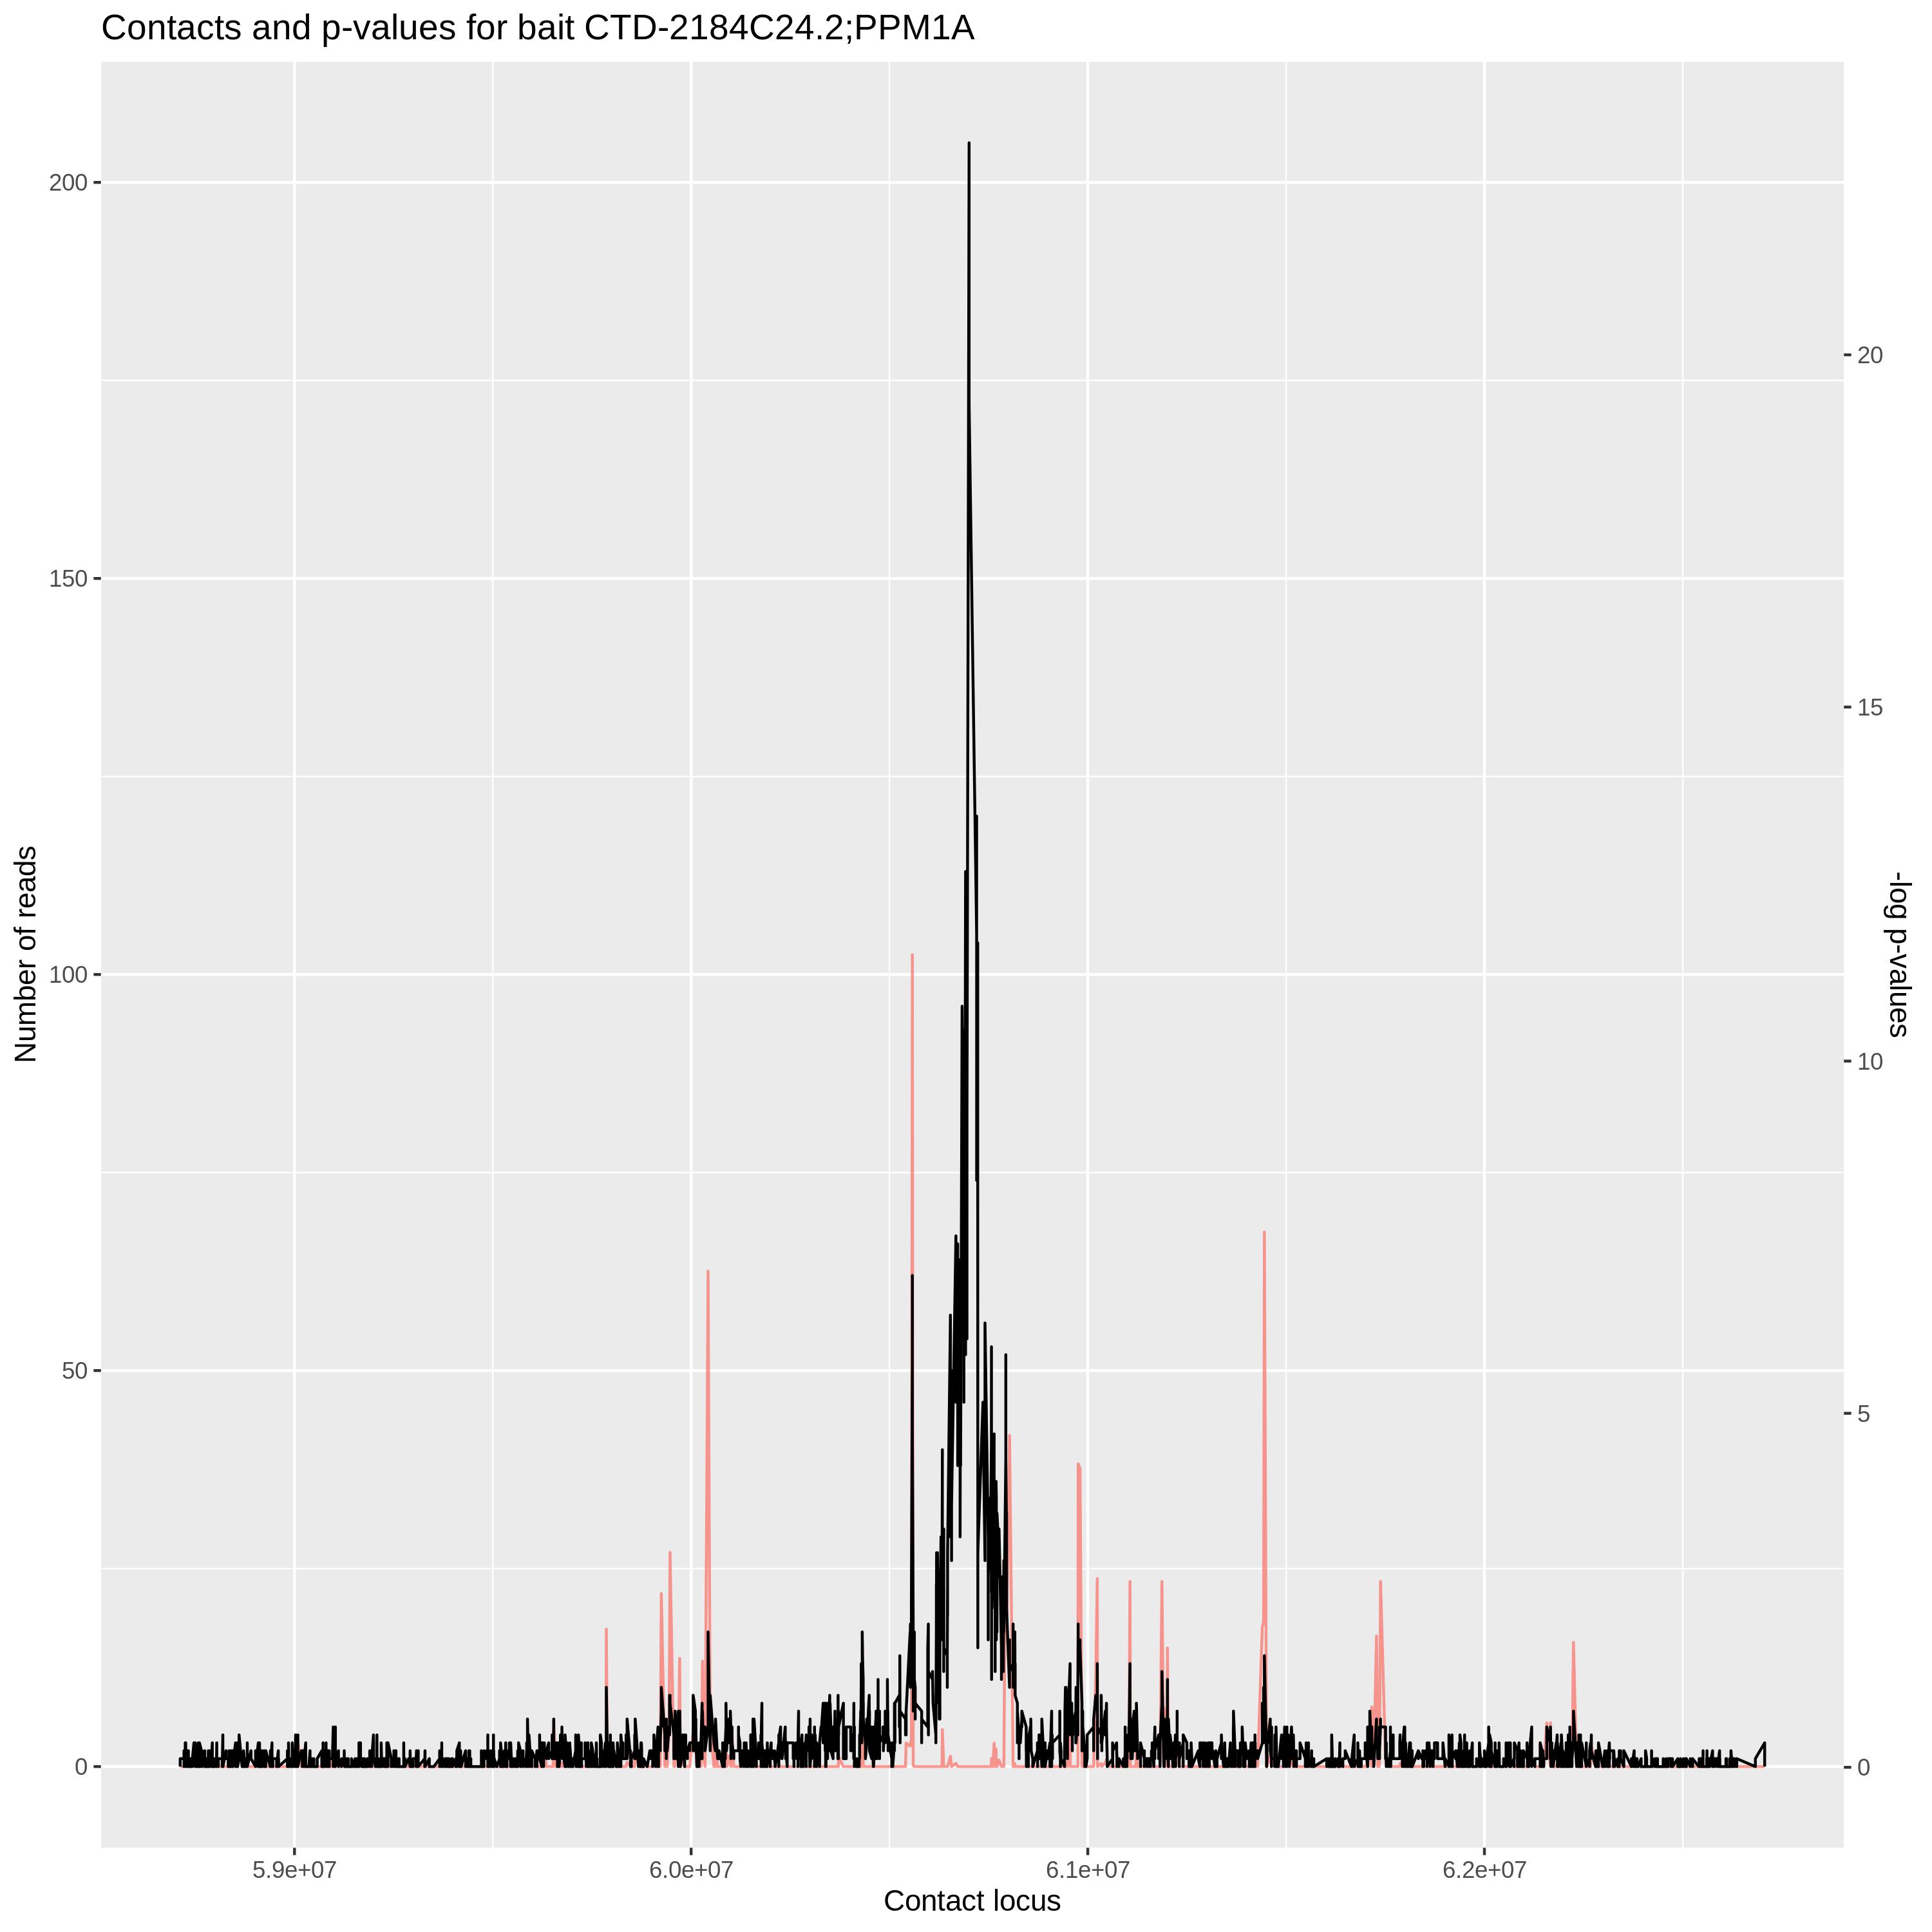 Contacts and p-values for bait CTD-2184C24.2;PPM1A
200
150
100
50
0
Number of reads
20
15
10
5
0
-log p-values
5.9e+07 6.0e+07 6.1e+07 6.2e+07
Contact locus